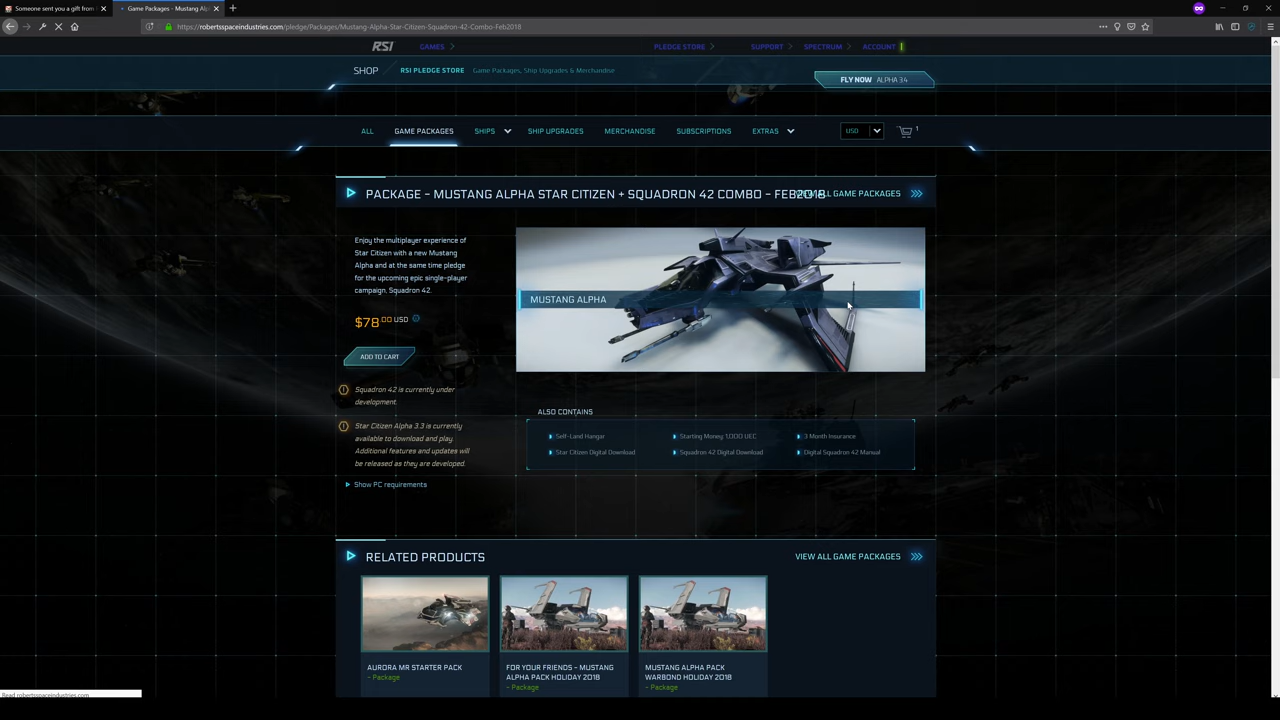 Someone sent you a gift from
Game Packages - Mustang Alp
https://robertsspaceindustries.com/pledge/Packages/Mustang-Alpha-Star-Citizen-Squadron-42-Combo-Feb2018
RSI GAMES PLEDGE STORE SUPPORT SPECTRUM ACCOUNT
SHOP RSI PLEDGE STORE Game Packages, Ship Upgrades & Merchandise
FLY NOW ALPHA 3.4
ALL GAME PACKAGES SHIPS SHIP UPGRADES MERCHANDISE SUBSCRIPTIONS EXTRAS USD 1
PACKAGE - MUSTANG ALPHA STAR CITIZEN + SQUADRON 42 COMBO - FEB2018 VIEW ALL GAME PACKAGES
Enjoy the multiplayer experience of
Star Citizen with a new Mustang
Alpha and at the same time pledge
for the upcoming epic single-player
campaign, Squadron 42.
MUSTANG ALPHA
$78.00 USD
ADD TO CART
Squadron 42 is currently under
development.
Star Citizen Alpha 3.3 is currently
available to download and play.
Additional features and updates will
be released as they are developed.
Show PC requirements
ALSO CONTAINS
Self-Land Hangar Starting Money: 1,000 UEC 3 Month Insurance
Star Citizen Digital Download Squadron 42 Digital Download Digital Squadron 42 Manual
RELATED PRODUCTS VIEW ALL GAME PACKAGES
AURORA MR STARTER PACK
- Package
FOR YOUR FRIENDS - MUSTANG
ALPHA PACK HOLIDAY 2018
- Package
MUSTANG ALPHA PACK
WARBOND HOLIDAY 2018
- Package
Read robertsspaceindustries.com